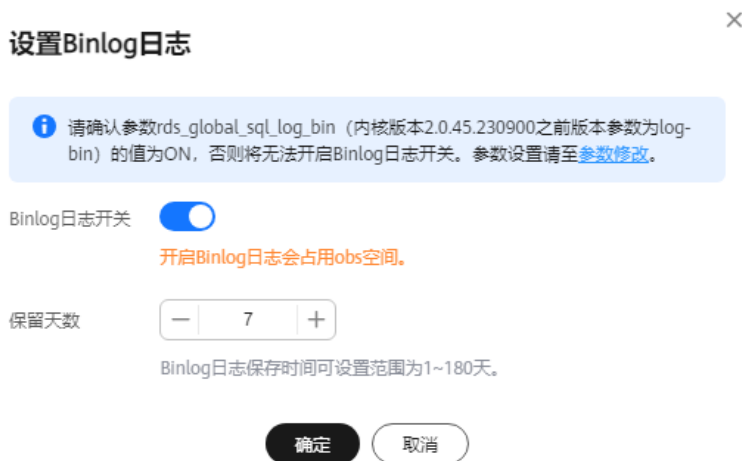 设置Binlog日志
请确认参数rds_global_sql_log_bin（内核版本2.0.45.230900之前版本参数为log-
bin）的值为ON，否则将无法开启Binlog日志开关。参数设置请至参数修改。
Binlog日志开关
开启Binlog日志会占用obs空间。
保留天数
7
Binlog日志保存时间可设置范围为1~180天。
确定 取消